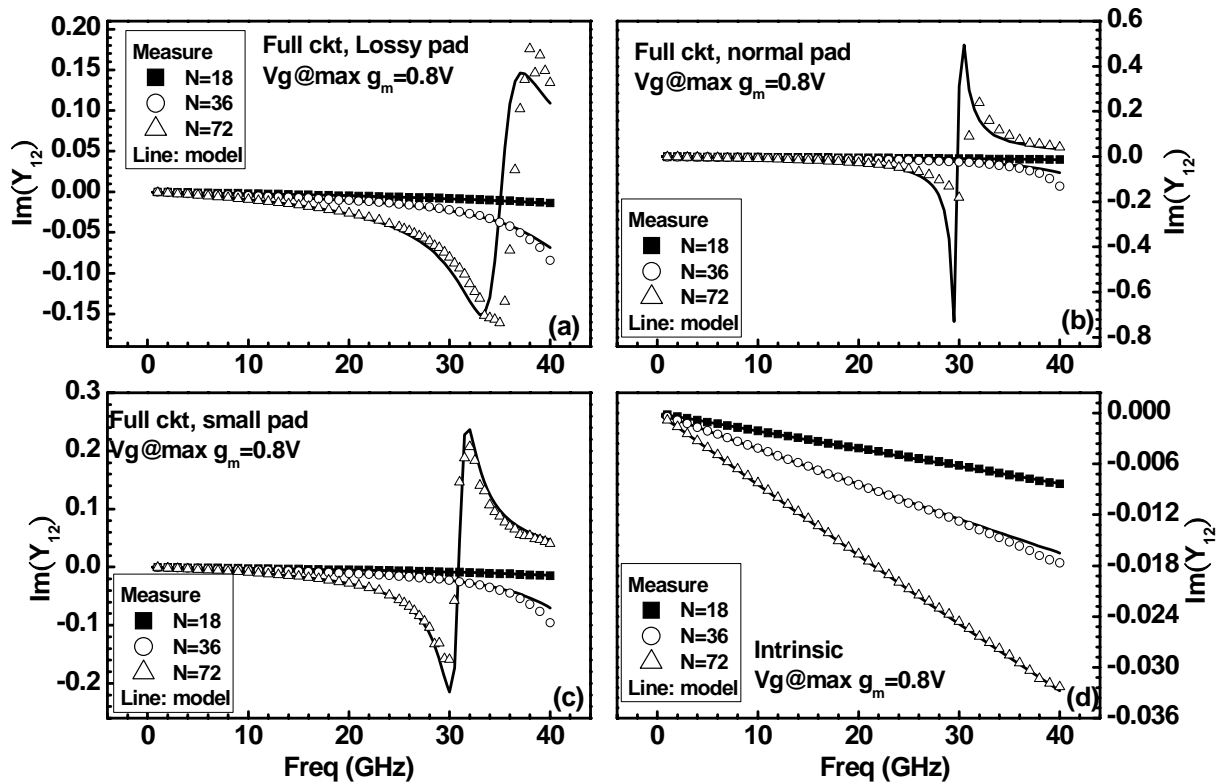 0.20
0.15
0.10
0.05
0.00
-0.05
-0.10
-0.15
Im(Y12)
Measure
N=18
N=36
N=72
Line: model
Full ckt, Lossy pad
Vg@max gm=0.8V
(a)
0 10 20 30 40
Full ckt, normal pad
Vg@max gm=0.8V
Measure
N=18
N=36
N=72
Line: model
(b)
0.6
0.4
0.2
0.0
-0.2
-0.4
-0.6
-0.8
Im(Y12)
0 10 20 30 40
0.3
0.2
0.1
0.0
-0.1
-0.2
Im(Y12)
Full ckt, small pad
Vg@max gm=0.8V
Measure
N=18
N=36
N=72
Line: model
(c)
0 10 20 30 40
Freq (GHz)
Measure
N=18
N=36
N=72
Line: model
Intrinsic
Vg@max gm=0.8V
(d)
0.000
-0.006
-0.012
-0.018
-0.024
-0.030
-0.036
Im(Y12)
0 10 20 30 40
Freq (GHz)